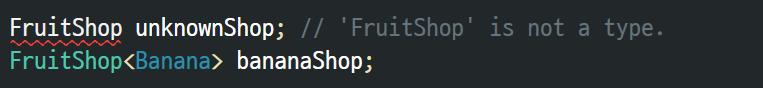 FruitShop unknownShop; // 'FruitShop' is not a type.
FruitShop<Banana> bananaShop;